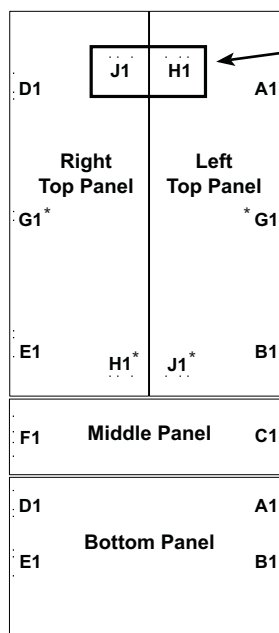 J1 H1
D1 A1
Right Left
Top Panel Top Panel
G1* *G1
E1 B1
H1* J1*
F1 Middle Panel C1
D1 A1
Bottom Panel
E1 B1